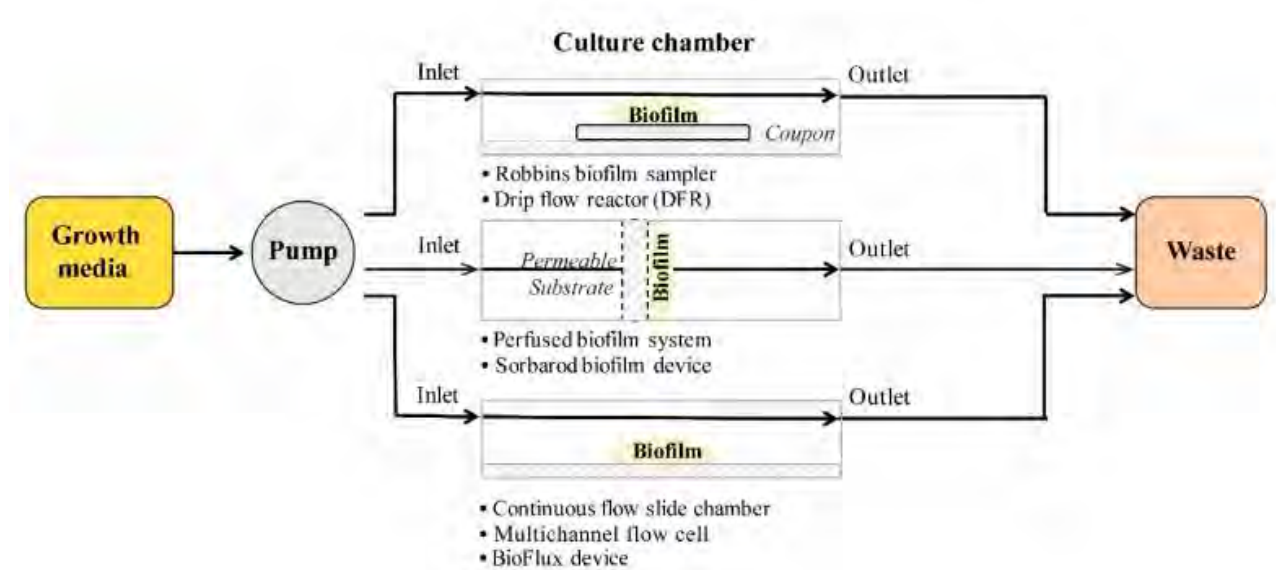 Culture chamber
Inlet
Outlet
Biofilm
Coupon
• Robbins biofilm sampler
• Drip flow reactor (DFR)
Growth
media
Pump
Inlet
Permeable
Substrate
Biofilm
Outlet
Waste
• Perfused biofilm system
• Sorbarod biofilm device
Inlet
Outlet
Biofilm
• Continuous flow slide chamber
• Multichannel flow cell
• BioFlux device